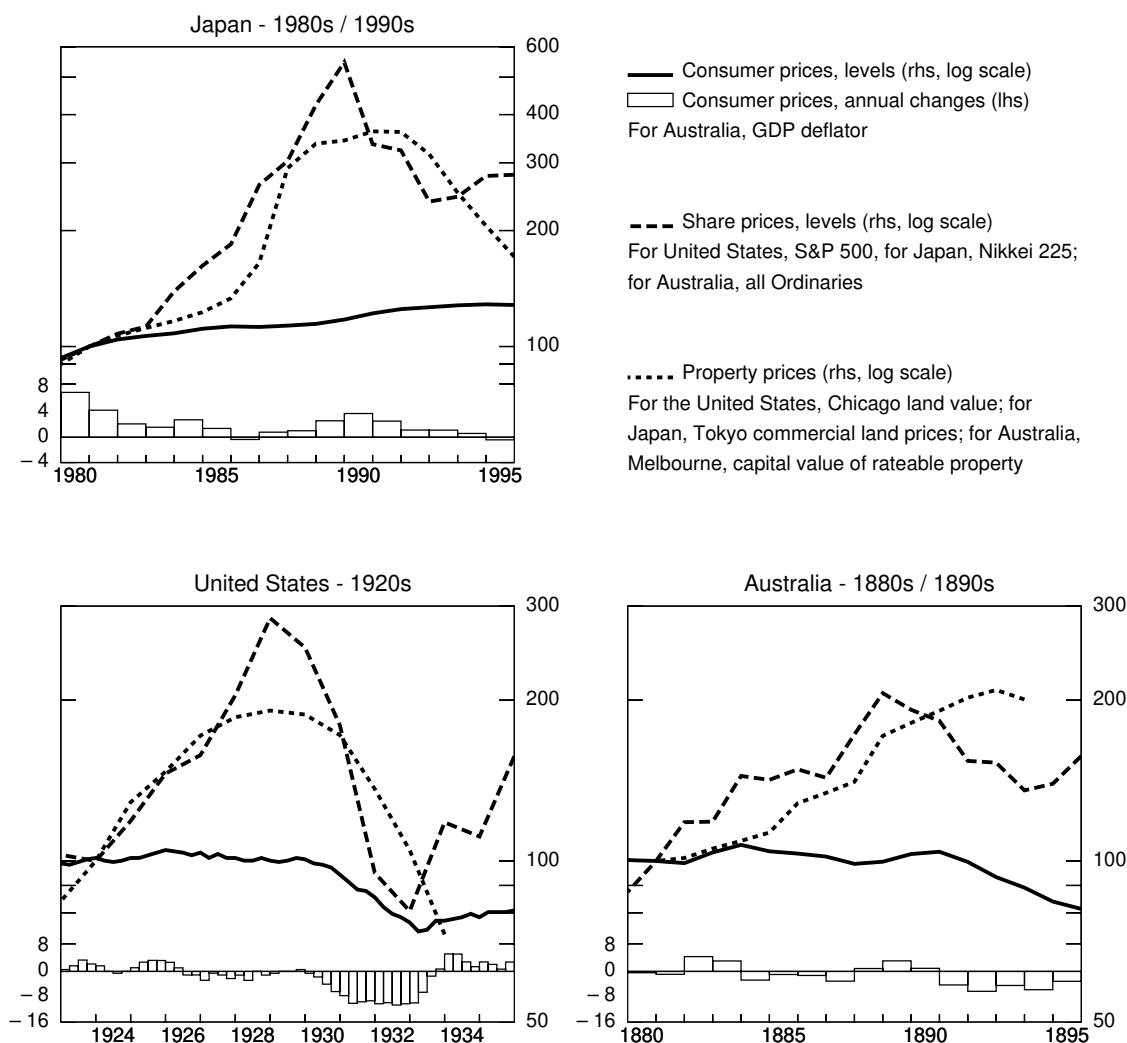 Japan - 1980s / 1990s
600
400
300
200
100
8
4
0
– 4
1980 1985 1990 1995
Consumer prices, levels (rhs, log scale)
Consumer prices, annual changes (lhs)
For Australia, GDP deflator
Share prices, levels (rhs, log scale)
For United States, S&P 500, for Japan, Nikkei 225;
for Australia, all Ordinaries
Property prices (rhs, log scale)
For the United States, Chicago land value; for
Japan, Tokyo commercial land prices; for Australia,
Melbourne, capital value of rateable property
United States - 1920s
300
200
100
50
8
0
– 8
– 16
1924 1926 1928 1930 1932 1934
Australia - 1880s / 1890s
300
200
100
50
8
0
– 8
– 16
1880 1885 1890 1895